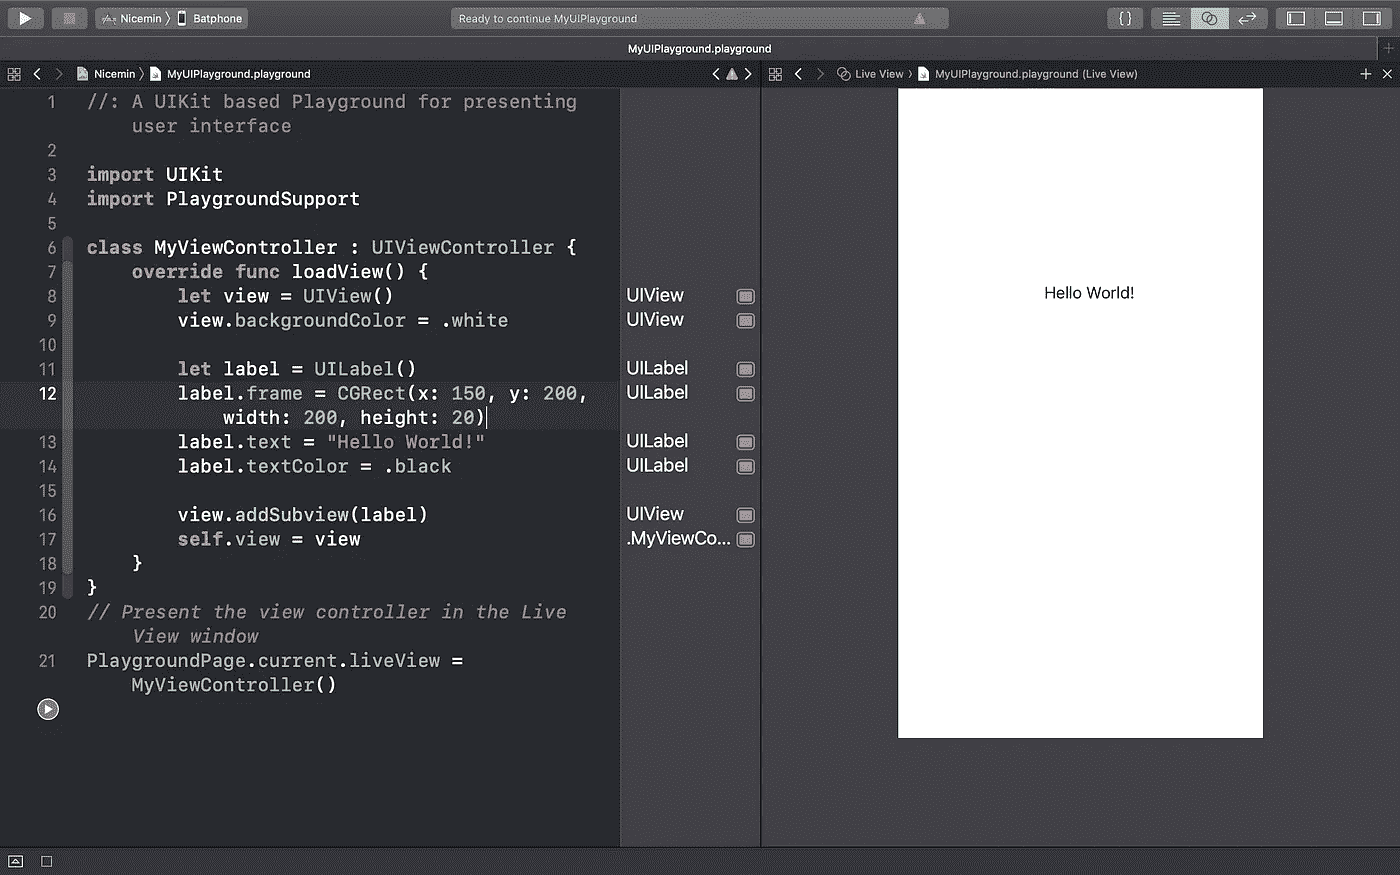 Nicemin 〉 Batphone
Ready to continue MyUIPlayground
{}
MyUIPlayground.playground
Nicemin 〉 MyUIPlayground.playground
Live View 〉 MyUIPlayground.playground (Live View)
1 //: A UIKit based Playground for presenting
user interface
2
3 import UIKit
4 import PlaygroundSupport
5
6 class MyViewController : UIViewController {
7 override func loadView() {
8 let view = UIView() UIView
9 view.backgroundColor = .white UIView
10
11 let label = UILabel() UILabel
12 label.frame = CGRect(x: 150, y: 200, UILabel
width: 200, height: 20)
13 label.text = "Hello World!" UILabel
14 label.textColor = .black UILabel
15
16 view.addSubview(label) UIView
17 self.view = view .MyViewCo...
18 }
19 }
20 // Present the view controller in the Live
View window
21 PlaygroundPage.current.liveView =
MyViewController()
Hello World!